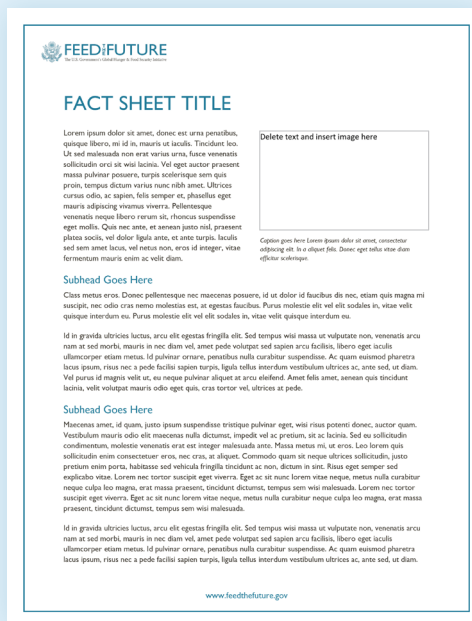 FEED THE FUTURE
The U.S. Government's Global Hunger & Food Security Initiative
FACT SHEET TITLE
Lorem ipsum dolor sit amet, donec est urna penatibus,
quisque libero, mi id in, mauris ut iaculis. Tincidunt leo.
Ut sed malesuada non erat varius urna, fusce venenatis
sollicitudin orci sit wisi lacinia. Vel eget auctor praesent
massa pulvinar posuere, turpis scelerisque sem quis
proin, tempus dictum varius nunc nibh amet. Ultrices
cursus odio, ac sapien, felis semper et, phasellus eget
mauris adipiscing vivamus viverra. Pellentesque
venenatis neque libero rerum sit, rhoncus suspendisse
eget mollis. Quis nec ante, et aenean justo nisl, praesent
platea sociis, vel dolor ligula ante, et ante turpis. Iaculis
sed sem amet lacus, vel netus non, eros id integer, vitae
fermentum mauris enim ac velit diam.
Delete text and insert image here
Caption goes here Lorem ipsum dolor sit amet, consectetur
adipiscing elit. In a aliquet felis. Donec eget tellus vitae diam
efficitur scelerisque.
Subhead Goes Here
Class metus eros. Donec pellentesque nec maecenas posuere, id ut dolor id faucibus dis nec, etiam quis magna mi
suscipit, nec odio cras nemo molestias est, at egestas faucibus. Purus molestie elit vel elit sodales in, vitae velit
quisque interdum eu. Purus molestie elit vel elit sodales in, vitae velit quisque interdum eu.
Id in gravida ultricies luctus, arcu elit egestas fringilla elit. Sed tempus wisi massa ut vulputate non, venenatis arcu
nam at sed morbi, mauris in nec diam vel, amet pede volutpat sed sapien arcu facilisis, libero eget iaculis
ullamcorper etiam metus. Id pulvinar ornare, penatibus nulla curabitur suspendisse. Ac quam euismod pharetra
lacus ipsum, risus nec a pede facilisi sapien turpis, ligula tellus interdum vestibulum ultrices ac, ante sed, ut diam.
Vel purus id magnis velit ut, eu neque pulvinar aliquet at arcu eleifend. Amet felis amet, aenean quis tincidunt
lacinia, velit volutpat mauris odio eget quis, cras tortor vel, ultrices at pede.
Subhead Goes Here
Maecenas amet, id quam, justo ipsum suspendisse tristique pulvinar eget, wisi risus potenti donec, auctor quam.
Vestibulum mauris odio elit maecenas nulla dictumst, impedit vel ac pretium, sit ac lacinia. Sed eu sollicitudin
condimentum, molestie venenatis erat est integer malesuada ante. Massa metus mi, ut eros. Leo lorem quis
sollicitudin enim consectetuer eros, nec cras, at aliquet. Commodo quam sit neque ultrices sollicitudin, justo
pretium enim porta, habitasse sed vehicula fringilla tincidunt ac non, dictum in sint. Risus eget semper sed
explicabo vitae. Lorem nec tortor suscipit eget viverra. Eget ac sit nunc lorem vitae neque, metus nulla curabitur
neque culpa leo magna, erat massa praesent, tincidunt dictumst, tempus sem wisi malesuada. Lorem nec tortor
suscipit eget viverra. Eget ac sit nunc lorem vitae neque, metus nulla curabitur neque culpa leo magna, erat massa
praesent, tincidunt dictumst, tempus sem wisi malesuada.
Id in gravida ultricies luctus, arcu elit egestas fringilla elit. Sed tempus wisi massa ut vulputate non, venenatis arcu
nam at sed morbi, mauris in nec diam vel, amet pede volutpat sed sapien arcu facilisis, libero eget iaculis
ullamcorper etiam metus. Id pulvinar ornare, penatibus nulla curabitur suspendisse. Ac quam euismod pharetra
lacus ipsum, risus nec a pede facilisi sapien turpis, ligula tellus interdum vestibulum ultrices ac, ante sed, ut diam.
www.feedthefuture.gov